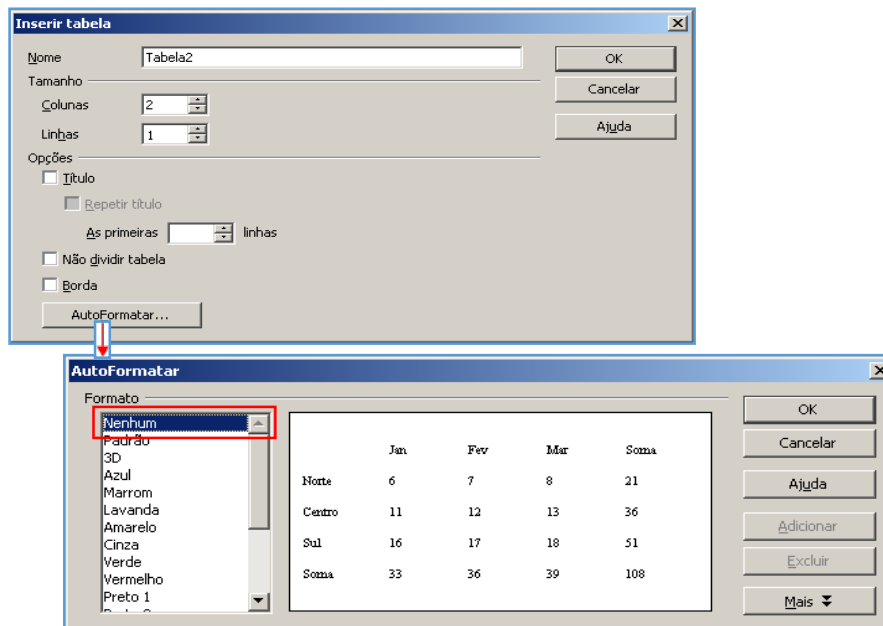 Inserir tabela
Nome Tabela2 OK
Tamanho Cancelar
Colunas 2
Linhas 1 Ajuda
Opções
Título
Repetir título
As primeiras linhas
Não dividir tabela
Borda
AutoFormatar...
AutoFormatar
Formato
Nenhum
Padrão
3D
Azul
Marrom
Lavanda
Amarelo
Cinza
Verde
Vermelho
Preto 1
Jan Fev Mar Soma
Norte 6 7 8 21
Centro 11 12 13 36
Sul 16 17 18 51
Soma 33 36 39 108
OK
Cancelar
Ajuda
Adicionar
Excluir
Mais